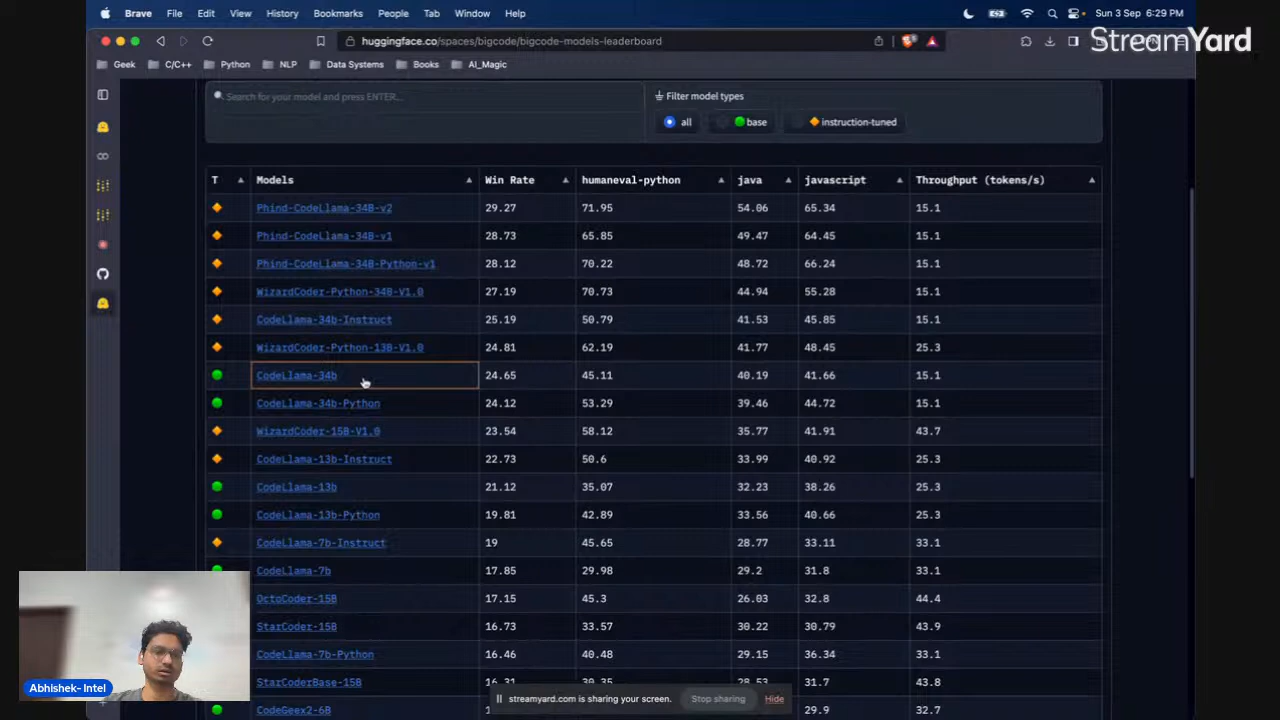 Brave File Edit View History Bookmarks People Tab Window Help Sun 3 Sep 6:29 PM
StreamYard
huggingface.co/spaces/bigcode/bigcode-models-leaderboard
Geek C/C++ Python NLP Data Systems Books AI_Magic
Search for your model and press ENTER...
Filter model types
all base instruction-tuned
T Models Win Rate humaneval-python java javascript Throughput (tokens/s)
Phind-CodeLlama-34B-v2 29.27 71.95 54.06 65.34 15.1
Phind-CodeLlama-34B-v1 28.73 65.85 49.47 64.45 15.1
Phind-CodeLlama-34B-Python-v1 28.12 70.22 48.72 66.24 15.1
WizardCoder-Python-34B-V1.0 27.19 70.73 44.94 55.28 15.1
CodeLlama-34b-Instruct 25.19 50.79 41.53 45.85 15.1
WizardCoder-Python-13B-V1.0 24.81 62.19 41.77 48.45 25.3
CodeLlama-34b 24.65 45.11 40.19 41.66 15.1
CodeLlama-34b-Python 24.12 53.29 39.46 44.72 15.1
WizardCoder-15B-V1.0 23.54 58.12 35.77 41.91 43.7
CodeLlama-13b-Instruct 22.73 50.6 33.99 40.92 25.3
CodeLlama-13b 21.12 35.07 32.23 38.26 25.3
CodeLlama-13b-Python 19.81 42.89 33.56 40.66 25.3
CodeLlama-7b-Instruct 19 45.65 28.77 33.11 33.1
CodeLlama-7b 17.85 29.98 29.2 31.8 33.1
OctoCoder-15B 17.15 45.3 26.03 32.8 44.4
StarCoder-15B 16.73 33.57 30.22 30.79 43.9
CodeLlama-7b-Python 16.46 40.48 29.15 36.34 33.1
StarCoderBase-15B 16.31 31.7 43.8
Abhishek- Intel
streamyard.com is sharing your screen. Stop sharing Hide
CodeGeex2-6B 29.9 32.7